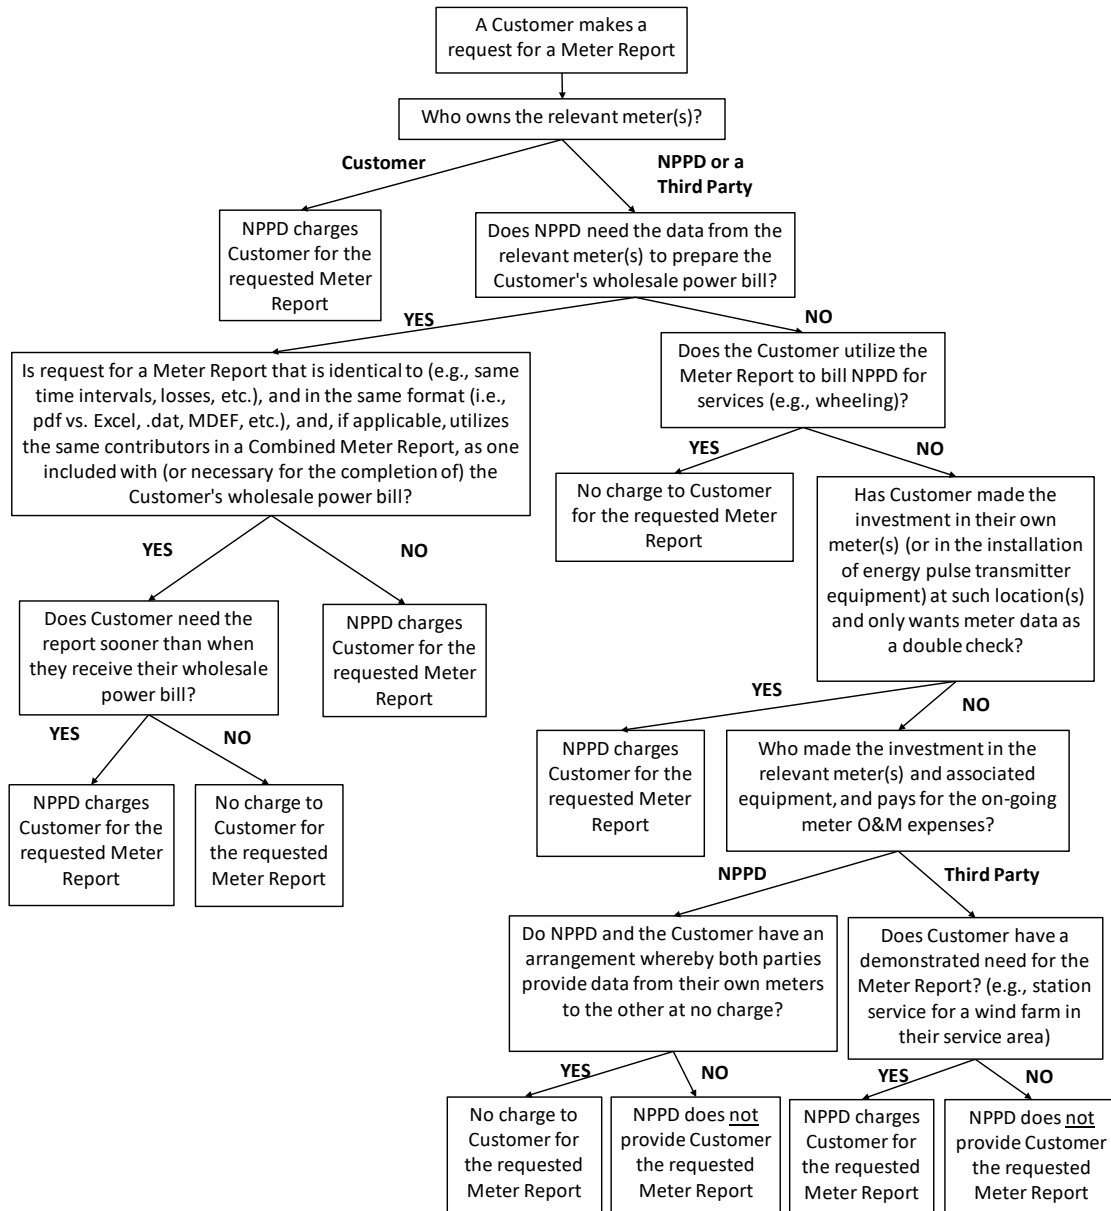 A Customer makes a
request for a Meter Report
Who owns the relevant meter(s)?
Customer
NPPD or a
Third Party
NPPD charges
Customer for the
requested Meter
Report
Does NPPD need the data from the
relevant meter(s) to prepare the
Customer's wholesale power bill?
YES
NO
Is request for a Meter Report that is identical to (e.g., same
time intervals, losses, etc.), and in the same format (i.e.,
pdf vs. Excel, .dat, MDEF, etc.), and, if applicable, utilizes
the same contributors in a Combined Meter Report, as one
included with (or necessary for the completion of) the
Customer's wholesale power bill?
Does the Customer utilize the
Meter Report to bill NPPD for
services (e.g., wheeling)?
YES
NO
No charge to Customer
for the requested Meter
Report
Has Customer made the
investment in their own
meter(s) (or in the installation
of energy pulse transmitter
equipment) at such location(s)
and only wants meter data as
a double check?
YES
NO
Does Customer need the
report sooner than when
they receive their wholesale
power bill?
NPPD charges
Customer for the
requested Meter
Report
YES
NO
NPPD charges
Customer for the
requested Meter
Report
No charge to
Customer for
the requested
Meter Report
YES
NO
NPPD charges
Customer for the
requested Meter
Report
Who made the investment in the
relevant meter(s) and associated
equipment, and pays for the on-going
meter O&M expenses?
NPPD
Third Party
Do NPPD and the Customer have an
arrangement whereby both parties
provide data from their own meters
to the other at no charge?
Does Customer have a
demonstrated need for the
Meter Report? (e.g., station
service for a wind farm in
their service area)
YES
NO
YES
NO
No charge to
Customer for
the requested
Meter Report
NPPD does not
provide Customer
the requested
Meter Report
NPPD charges
Customer for the
requested Meter
Report
NPPD does not
provide Customer
the requested
Meter Report